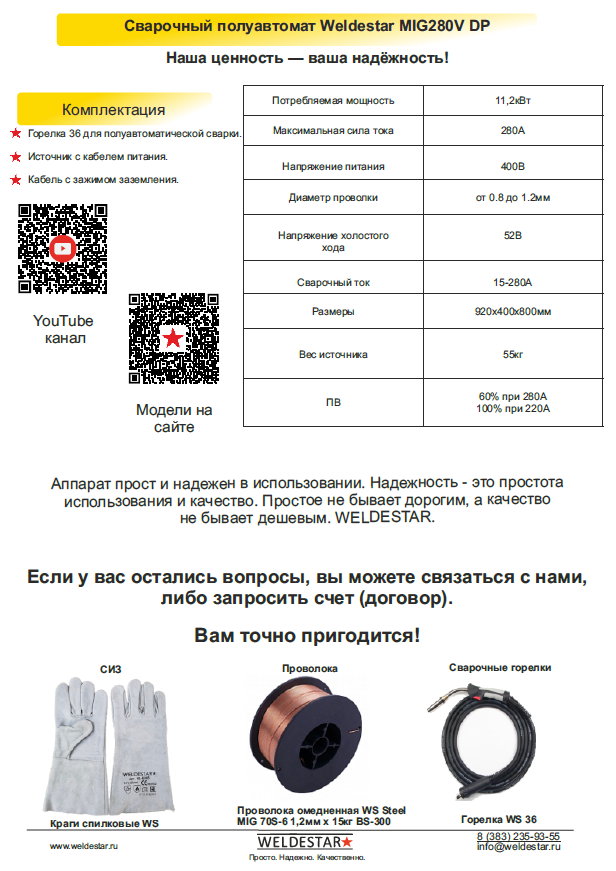 Сварочный полуавтомат Weldestar MIG280V DP
Наша ценность — ваша надёжность!
Комплектация
Горелка 36 для полуавтоматической сварки.
Источник с кабелем питания.
Кабель с зажимом заземления.
YouTube
канал
Модели на
сайте
Потребляемая мощность 11,2кВт
Максимальная сила тока 280А
Напряжение питания 400В
Диаметр проволоки от 0.8 до 1.2мм
Напряжение холостого
хода 52В
Сварочный ток 15-280А
Размеры 920х400х800мм
Вес источника 55кг
ПВ 60% при 280А
100% при 220А
Аппарат прост и надежен в использовании. Надежность - это простота
использования и качество. Простое не бывает дорогим, а качество
не бывает дешевым. WELDESTAR.
Если у вас остались вопросы, вы можете связаться с нами,
либо запросить счет (договор).
Вам точно пригодится!
СИЗ
Проволока
Сварочные горелки
WELDESTAR
Краги спилковые WS
Проволока омедненная WS Steel
MIG 70S-6 1,2мм х 15кг BS-300
Горелка WS 36
www.weldestar.ru
WELDESTAR
Просто. Надежно. Качественно.
8 (383) 235-93-55
info@weldestar.ru